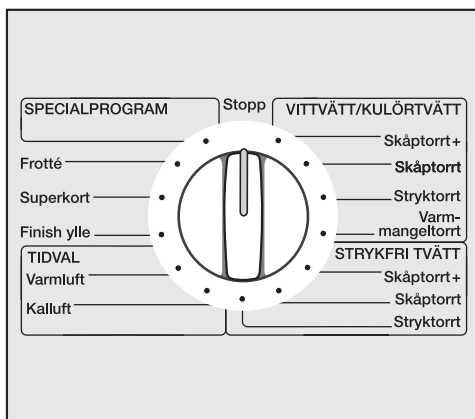 Stopp
SPECIALPROGRAM
Frotté
Superkort
Finish ylle
TIDVAL
Varmluft
Kalluft
VITTVÄTT/KULÖRTVÄTT
Skåptorrt+
Skåptorrt
Stryktorrt
Varm-
mangeltorrt
STRYKFRI TVÄTT
Skåptorrt+
Skåptorrt
Stryktorrt